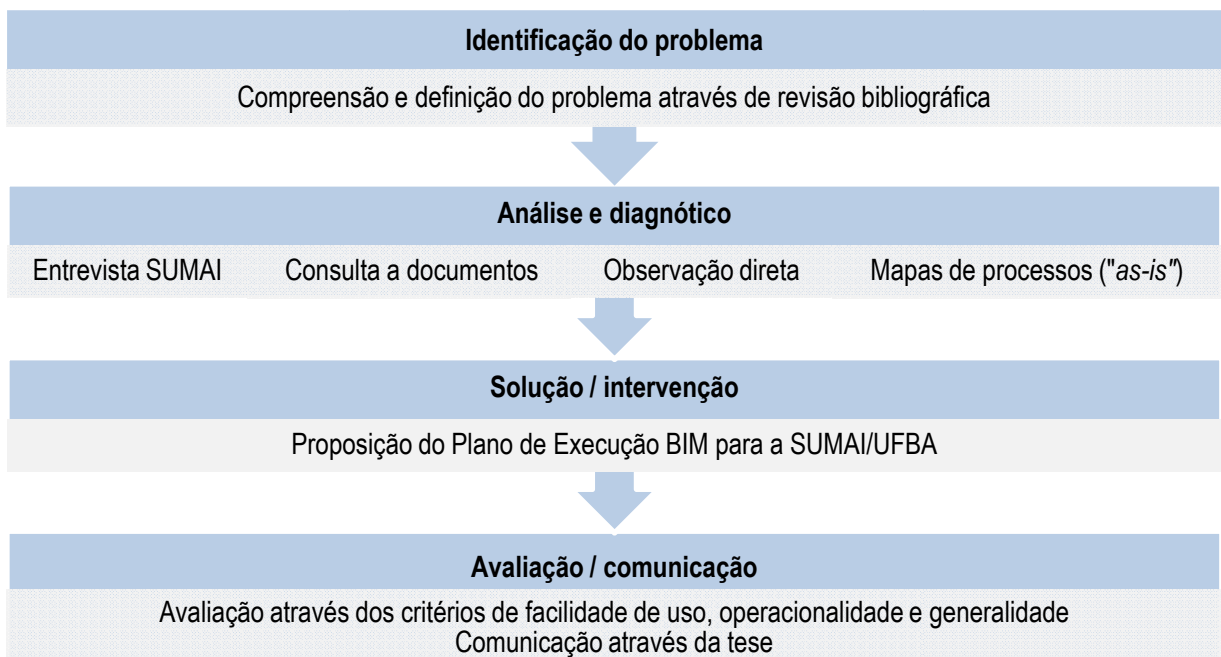 Identificação do problema
Compreensão e definição do problema através de revisão bibliográfica
Análise e diagnótico
Entrevista SUMAI Consulta a documentos Observação direta Mapas de processos ("as-is")
Solução / intervenção
Proposição do Plano de Execução BIM para a SUMAI/UFBA
Avaliação / comunicação
Avaliação através dos critérios de facilidade de uso, operacionalidade e generalidade
Comunicação através da tese